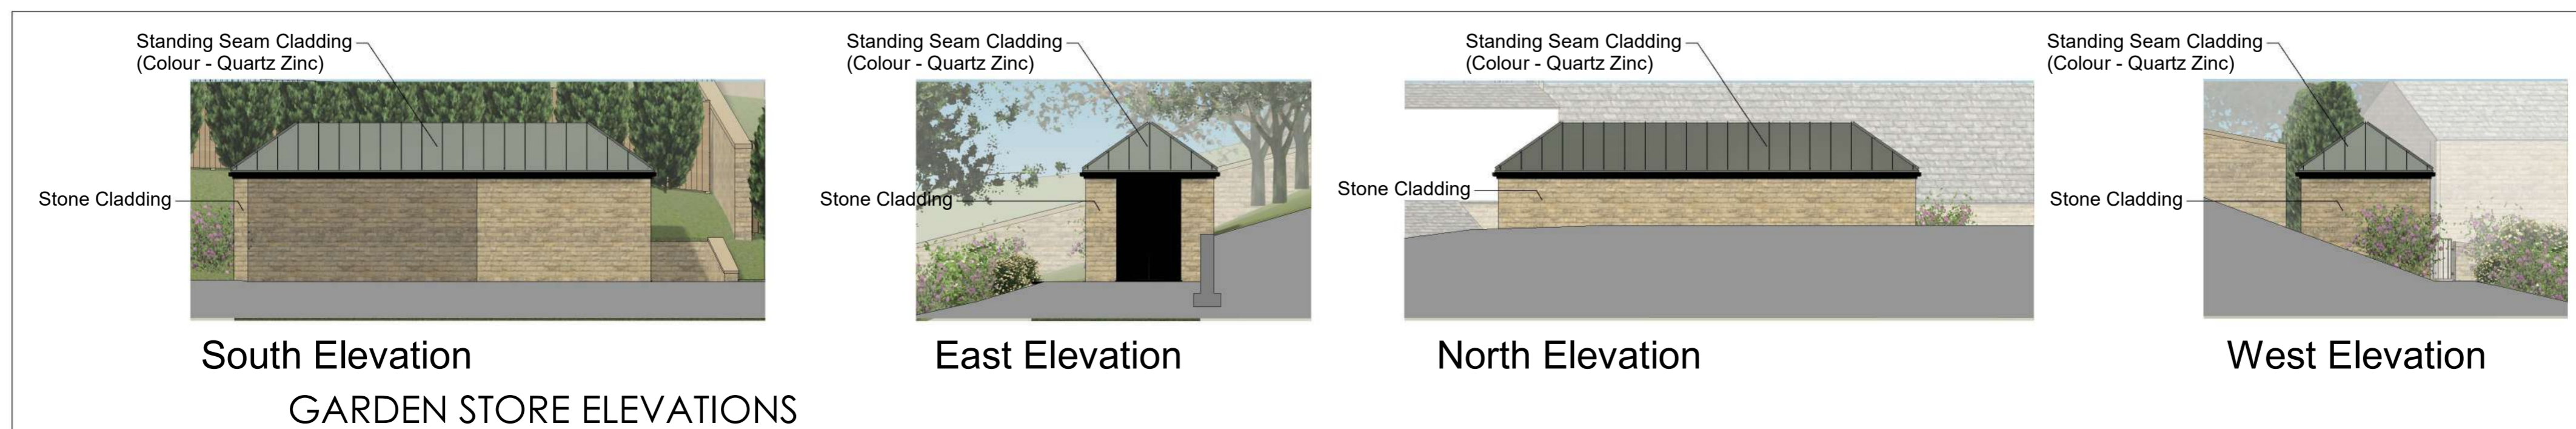 Standing Seam Cladding
(Colour - Quartz Zinc)
Stone Cladding
South Elevation
Standing Seam Cladding
(Colour - Quartz Zinc)
Stone Cladding
East Elevation
Standing Seam Cladding
(Colour - Quartz Zinc)
Stone Cladding
North Elevation
Standing Seam Cladding
(Colour - Quartz Zinc)
Stone Cladding
West Elevation
GARDEN STORE ELEVATIONS